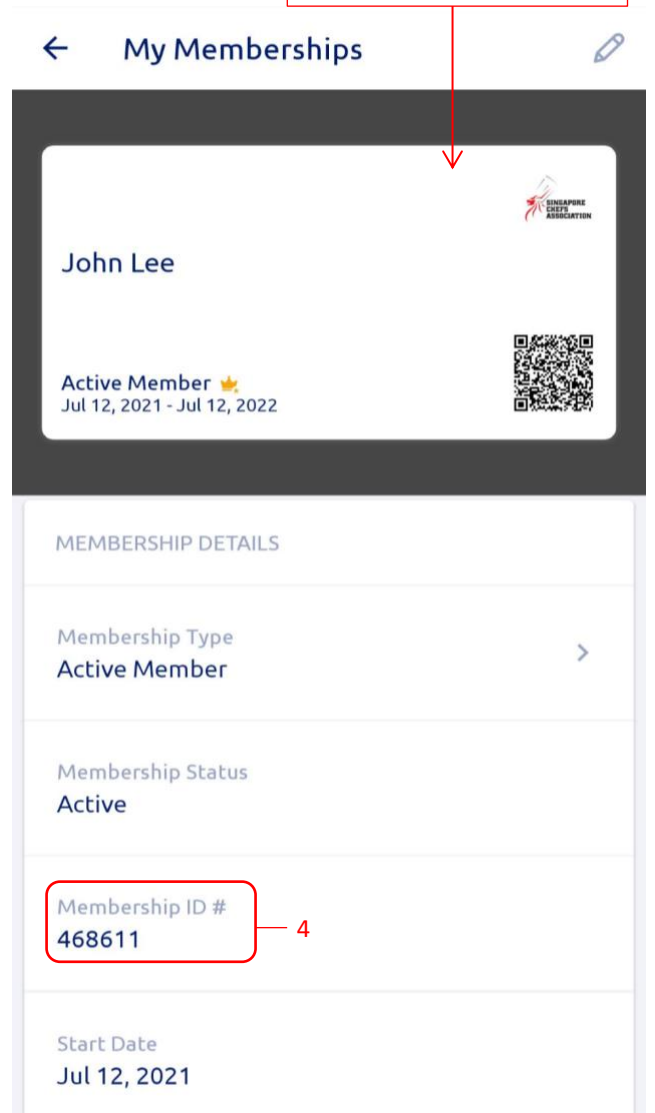 My Memberships
SINGAPORE
CHEFS
ASSOCIATION
John Lee
Active Member
Jul 12, 2021 - Jul 12, 2022
MEMBERSHIP DETAILS
Membership Type
Active Member
Membership Status
Active
Membership ID #
468611
4
Start Date
Jul 12, 2021